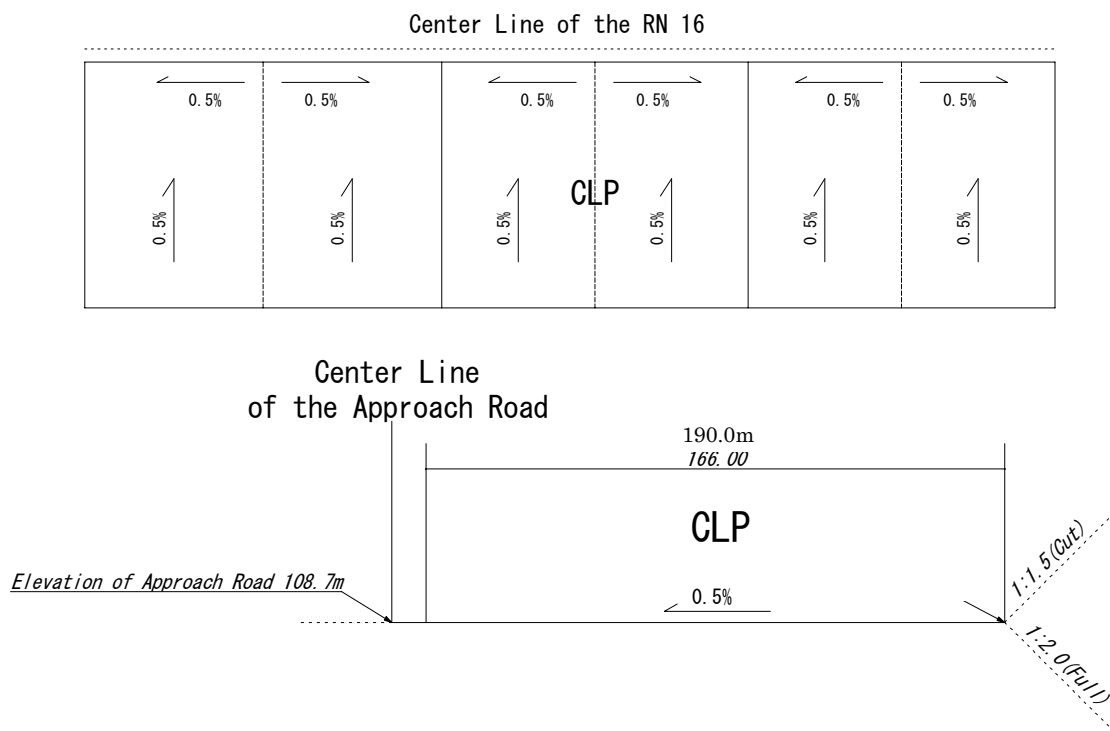 Center Line of the RN 16
0.5% 0.5% 0.5% 0.5% 0.5% 0.5%
CLP
0.5% 0.5% 0.5% 0.5% 0.5% 0.5%
Center Line
of the Approach Road
190.0m
166.00
CLP
Elevation of Approach Road 108.7m
0.5%
1:1.5(Cut)
1:2.0(Full)